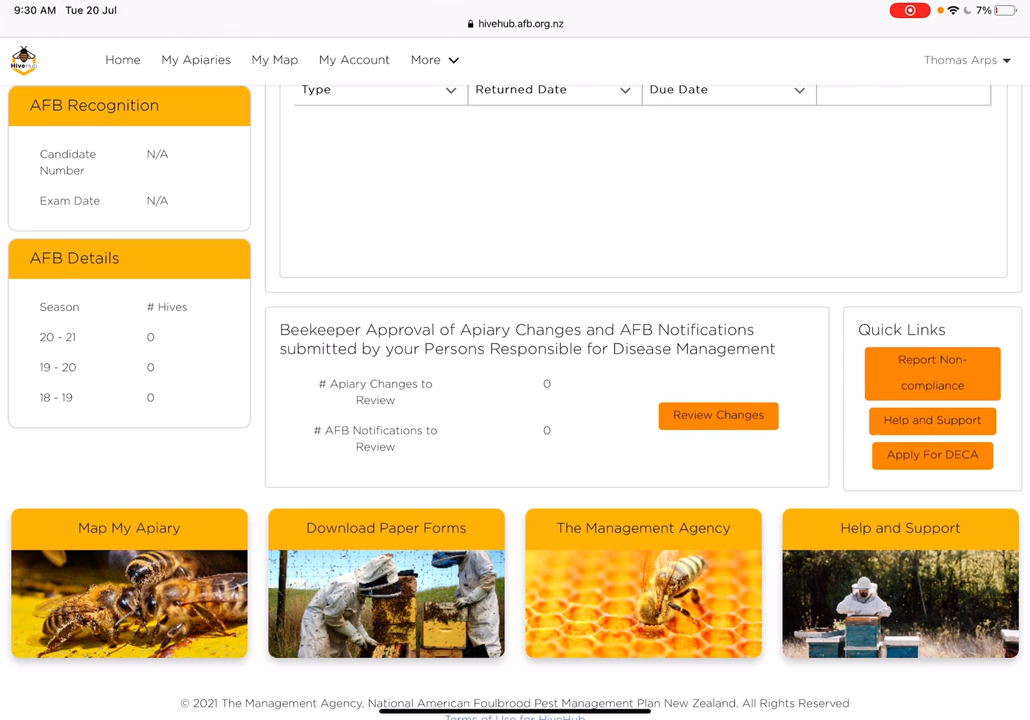 9:30 AM Tue 20 Jul
7%
hivehub.afb.org.nz
HiveHub
Home My Apiaries My Map My Account More Thomas Arps
Type Returned Date Due Date
AFB Recognition
Candidate Number N/A
Exam Date N/A
AFB Details
Season # Hives
20 - 21 0
19 - 20 0
18 - 19 0
Beekeeper Approval of Apiary Changes and AFB Notifications
submitted by your Persons Responsible for Disease Management
# Apiary Changes to
Review
0
# AFB Notifications to
Review
0
Review Changes
Quick Links
Report Non-
compliance
Help and Support
Apply For DECA
Map My Apiary
Download Paper Forms
The Management Agency
Help and Support
© 2021 The Management Agency, National American Foulbrood Pest Management Plan New Zealand. All Rights Reserved
Terms of Use for HiveHub